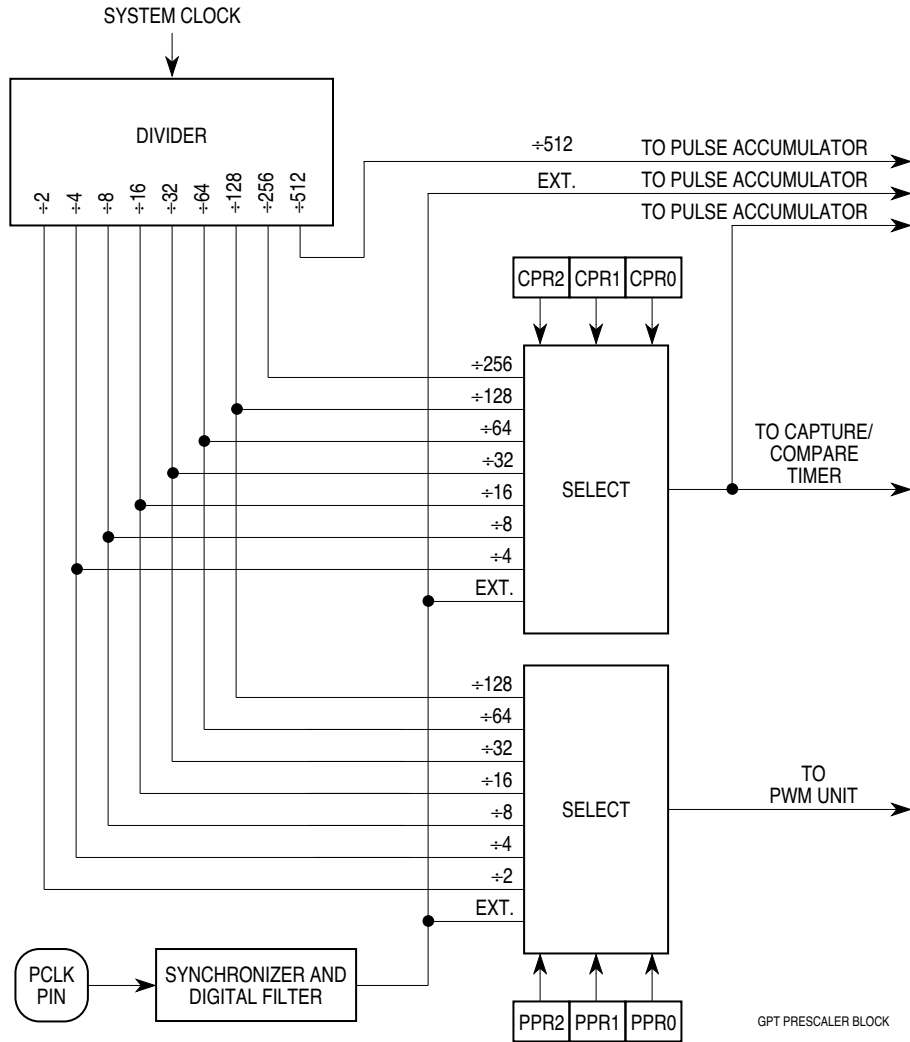 SYSTEM CLOCK
DIVIDER
÷2
÷4
÷8
÷16
÷32
÷64
÷128
÷256
÷512
÷512
TO PULSE ACCUMULATOR
EXT.
TO PULSE ACCUMULATOR
TO PULSE ACCUMULATOR
CPR2
CPR1
CPR0
÷256
÷128
÷64
÷32
÷16
÷8
÷4
EXT.
SELECT
TO CAPTURE/
COMPARE
TIMER
÷128
÷64
÷32
÷16
÷8
÷4
÷2
EXT.
SELECT
TO
PWM UNIT
PCLK
PIN
SYNCHRONIZER AND
DIGITAL FILTER
PPR2
PPR1
PPR0
GPT PRESCALER BLOCK